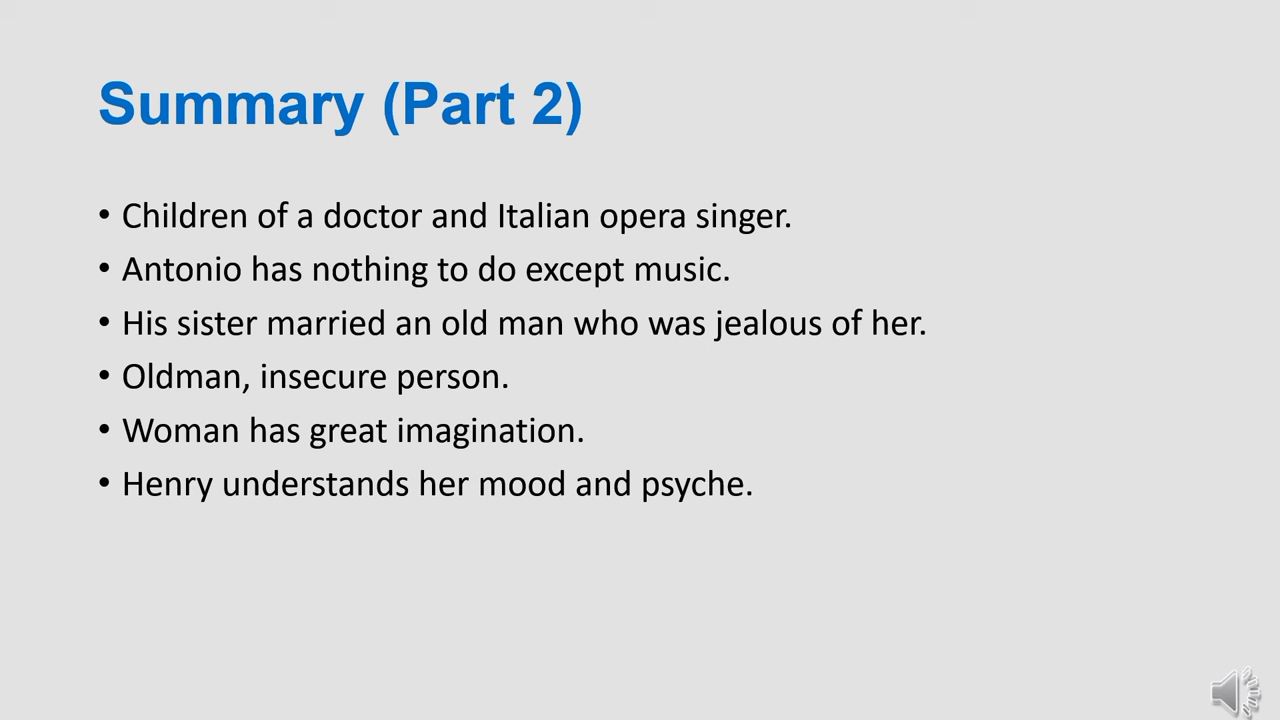 Summary (Part 2)
• Children of a doctor and Italian opera singer.
• Antonio has nothing to do except music.
• His sister married an old man who was jealous of her.
• Oldman, insecure person.
• Woman has great imagination.
• Henry understands her mood and psyche.